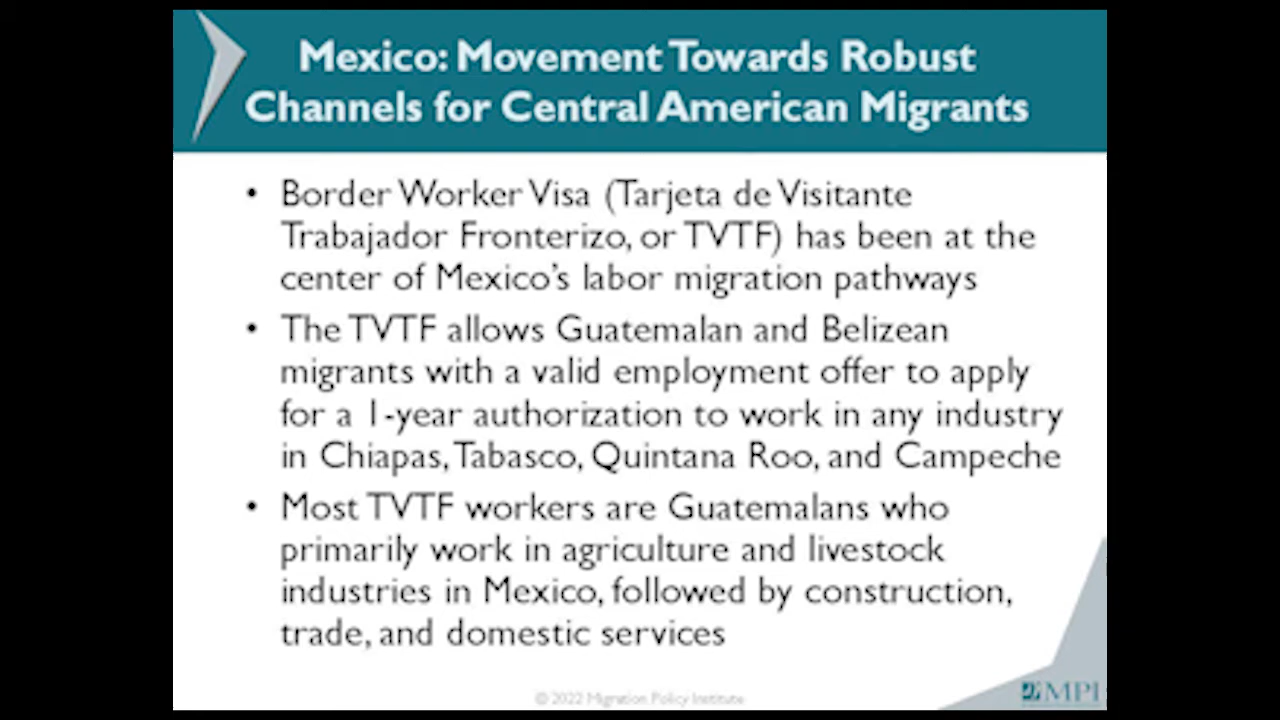 Mexico: Movement Towards Robust
Channels for Central American Migrants
• Border Worker Visa (Tarjeta de Visitante
Trabajador Fronterizo, or TVTF) has been at the
center of Mexico's labor migration pathways
• The TVTF allows Guatemalan and Belizean
migrants with a valid employment offer to apply
for a 1-year authorization to work in any industry
in Chiapas, Tabasco, Quintana Roo, and Campeche
• Most TVTF workers are Guatemalans who
primarily work in agriculture and livestock
industries in Mexico, followed by construction,
trade, and domestic services
© 2022 Migration Policy Institute
MPI